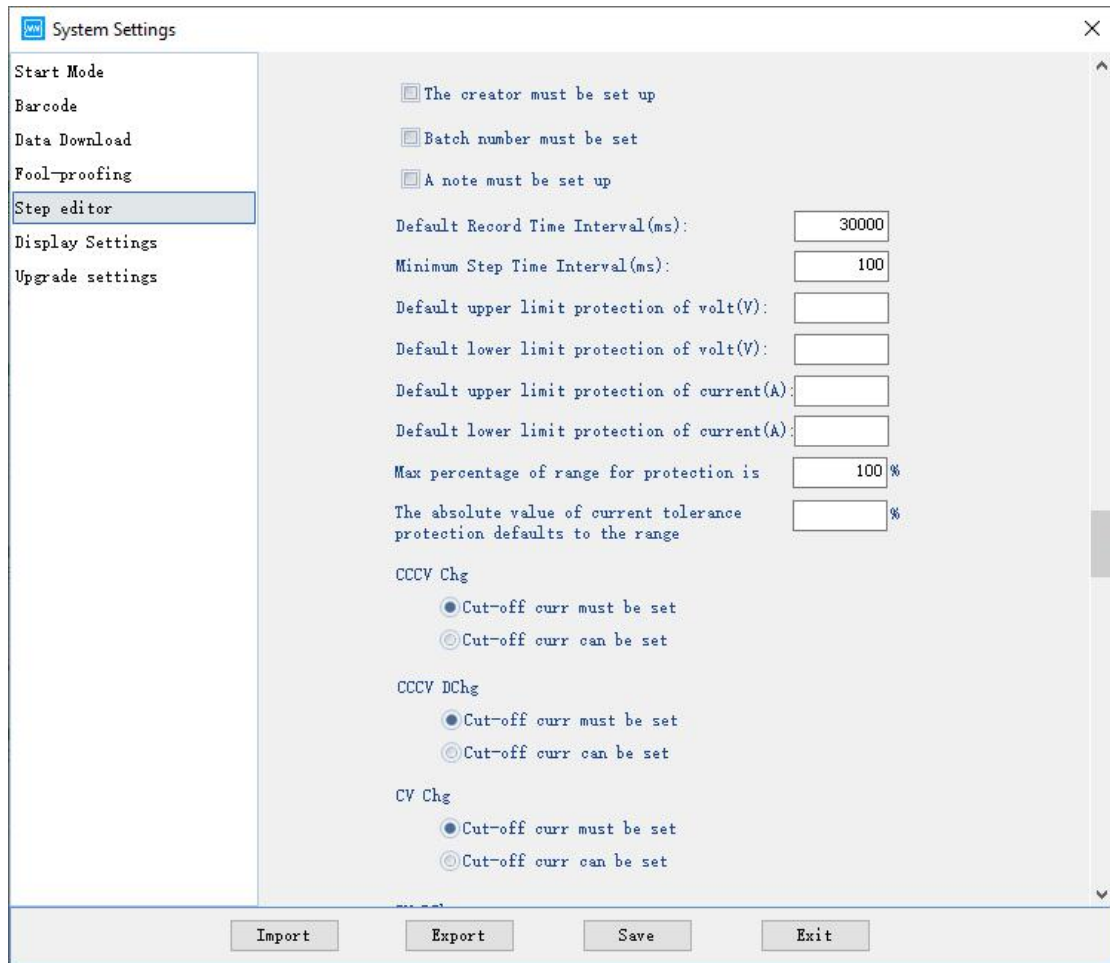 System Settings
Start Mode
Barcode
Data Download
Fool-proofing
Step editor
Display Settings
Upgrade settings
The creator must be set up
Batch number must be set
A note must be set up
Default Record Time Interval(ms): 30000
Minimum Step Time Interval(ms): 100
Default upper limit protection of volt(V):
Default lower limit protection of volt(V):
Default upper limit protection of current(A):
Default lower limit protection of current(A):
Max percentage of range for protection is 100 %
The absolute value of current tolerance %
protection defaults to the range
CCCV Chg
Cut-off curr must be set
Cut-off curr can be set
CCCV DChg
Cut-off curr must be set
Cut-off curr can be set
CV Chg
Cut-off curr must be set
Cut-off curr can be set
Import Export Save Exit